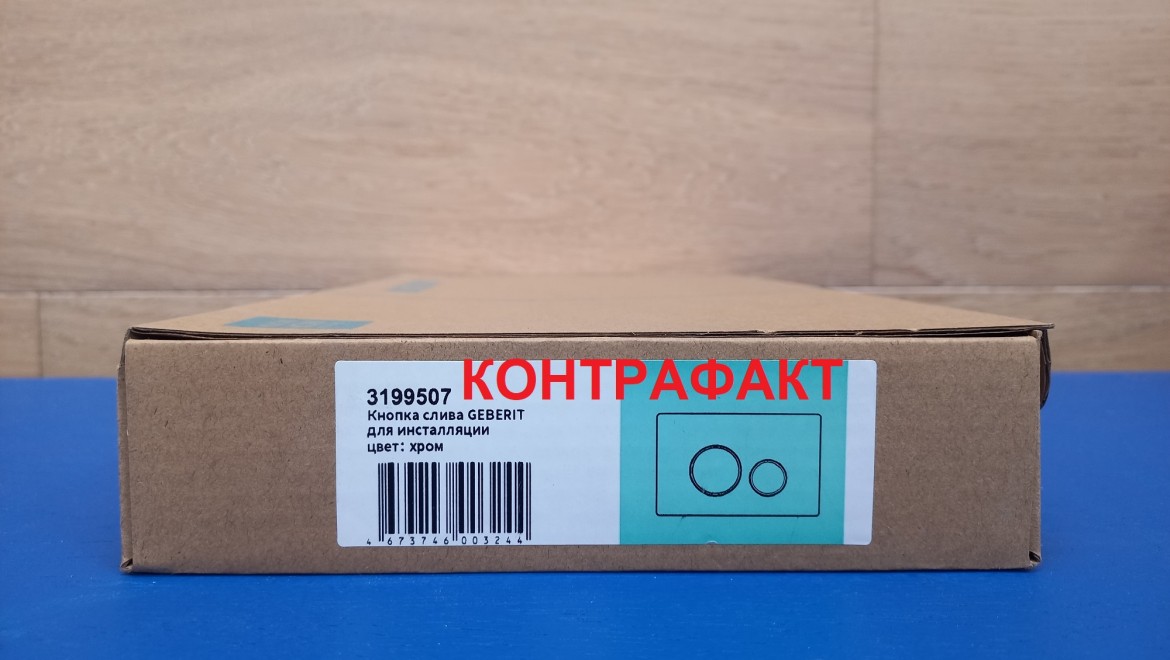 КОНТРАФАКТ
3199507
Кнопка слива GEBERIT
для инсталляции
цвет: хром
4 673746 003244